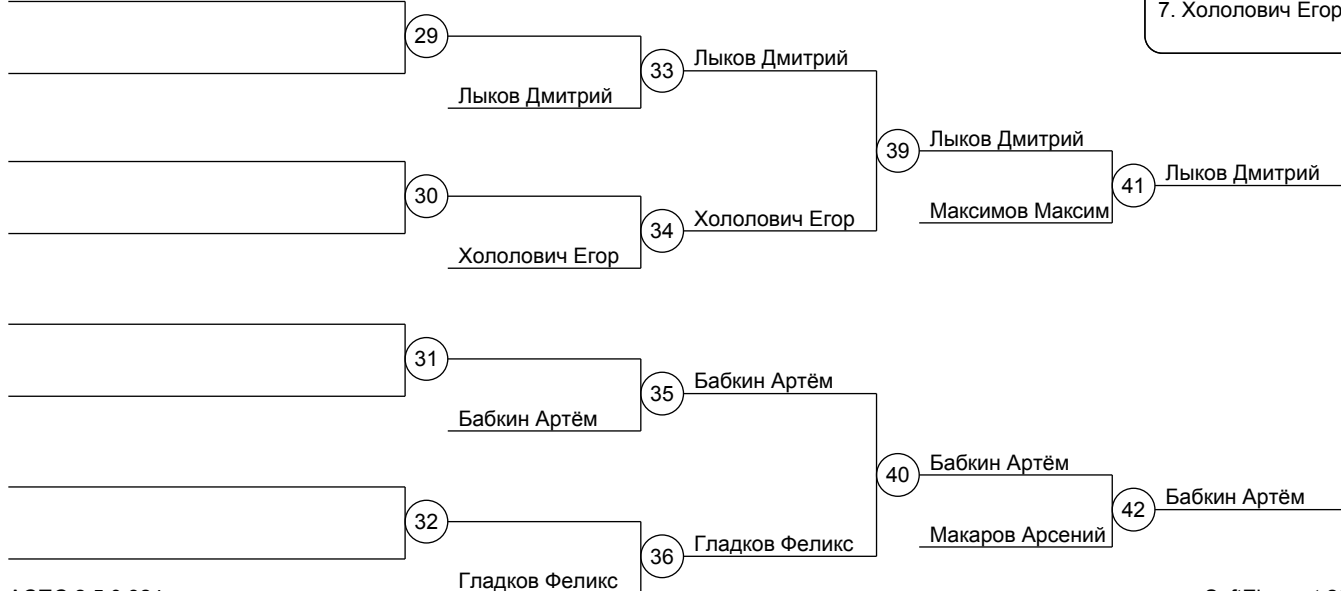 7. Хололович Егор
29
33
Лыков Дмитрий
Лыков Дмитрий
39
Лыков Дмитрий
30
34
Хололович Егор
Хололович Егор
Максимов Максим
41
Лыков Дмитрий
31
35
Бабкин Артём
Бабкин Артём
40
Бабкин Артём
32
36
Гладков Феликс
Гладков Феликс
Макаров Арсений
42
Бабкин Артём